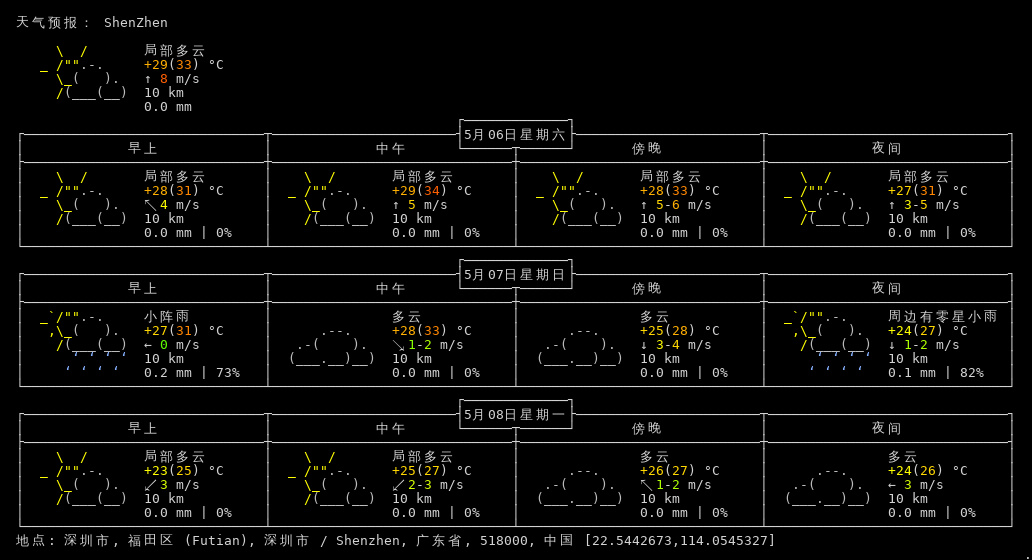 天气预报： ShenZhen
局部多云
+29(33) °C
↑ 8 m/s
10 km
0.0 mm
5月06日星期六
早上 中午 傍晚 夜间
局部多云 局部多云 局部多云 局部多云
+28(31) °C +29(34) °C +28(33) °C +27(31) °C
↖ 4 m/s ↑ 5 m/s ↑ 5-6 m/s ↑ 3-5 m/s
10 km 10 km 10 km 10 km
0.0 mm | 0% 0.0 mm | 0% 0.0 mm | 0% 0.0 mm | 0%
5月07日星期日
早上 中午 傍晚 夜间
小阵雨 多云 多云 周边有零星小雨
+27(31) °C +28(33) °C +25(28) °C +24(27) °C
← 0 m/s ↘ 1-2 m/s ↓ 3-4 m/s ↓ 1-2 m/s
10 km 10 km 10 km 10 km
0.2 mm | 73% 0.0 mm | 0% 0.0 mm | 0% 0.1 mm | 82%
5月08日星期一
早上 中午 傍晚 夜间
局部多云 局部多云 多云 多云
+23(25) °C +25(27) °C +26(27) °C +24(26) °C
↙ 3 m/s ↙ 2-3 m/s ↖ 1-2 m/s ← 3 m/s
10 km 10 km 10 km 10 km
0.0 mm | 0% 0.0 mm | 0% 0.0 mm | 0% 0.0 mm | 0%
地点: 深圳市, 福田区 (Futian), 深圳市 / Shenzhen, 广东省, 518000, 中国 [22.5442673,114.0545327]